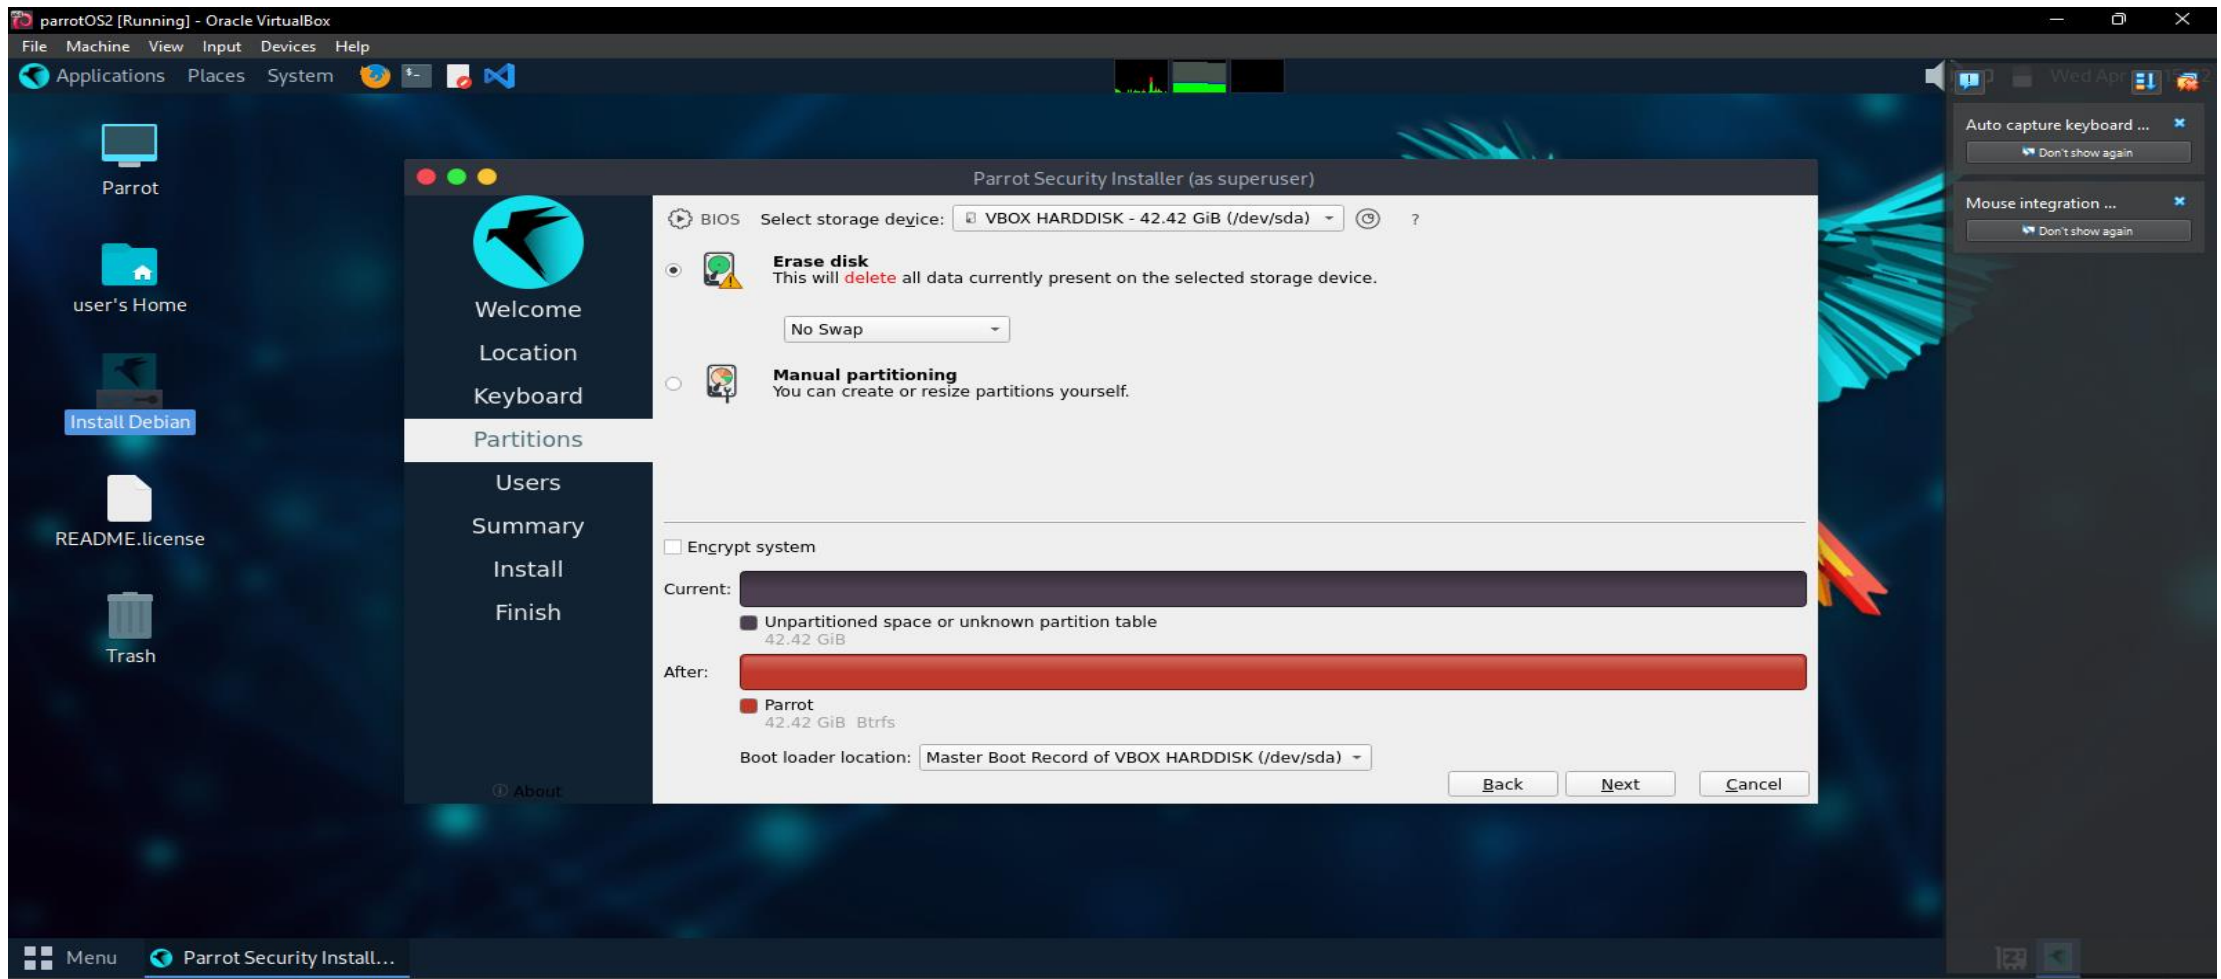 parrotOS2 [Running] - Oracle VirtualBox
File Machine View Input Devices Help
Applications Places System
Wed Apr
Auto capture keyboard ...
Don't show again
Mouse integration ...
Don't show again
Parrot
user's Home
Install Debian
README.license
Trash
Parrot Security Installer (as superuser)
Welcome
Location
Keyboard
Partitions
Users
Summary
Install
Finish
About
BIOS Select storage device: VBOX HARDDISK - 42.42 GiB (/dev/sda) ?
Erase disk
This will delete all data currently present on the selected storage device.
No Swap
Manual partitioning
You can create or resize partitions yourself.
Encrypt system
Current:
Unpartitioned space or unknown partition table
42.42 GiB
After:
Parrot
42.42 GiB Btrfs
Boot loader location: Master Boot Record of VBOX HARDDISK (/dev/sda)
Back Next Cancel
Menu Parrot Security Install...